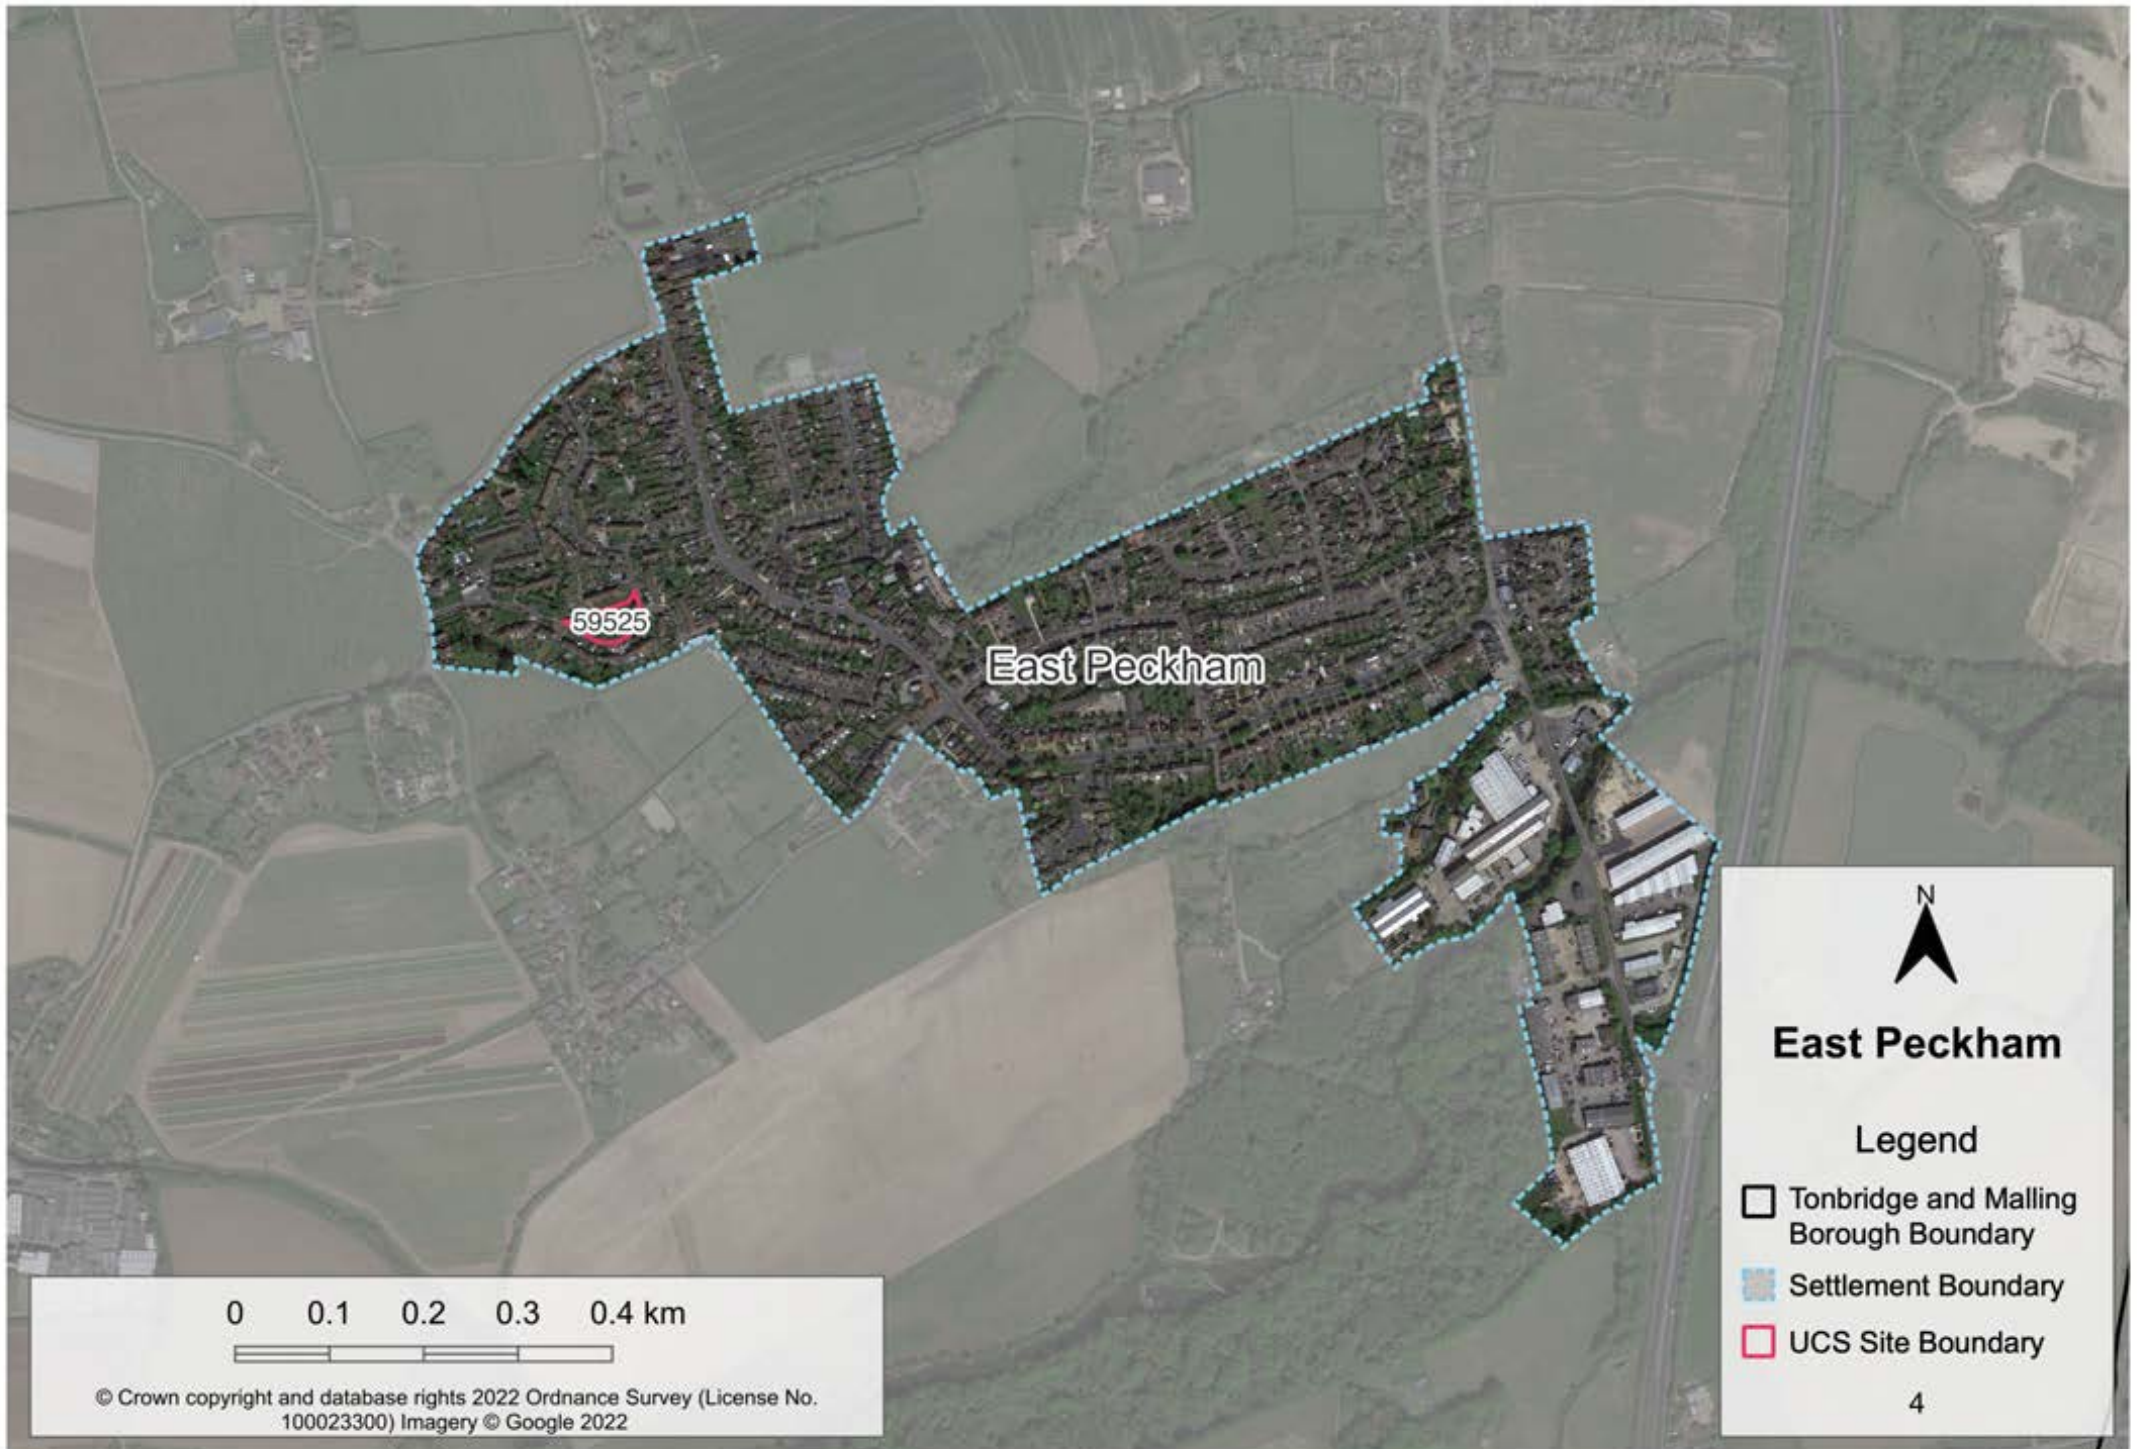 59525
East Peckham
N
East Peckham
Legend
Tonbridge and Malling
Borough Boundary
Settlement Boundary
UCS Site Boundary
4
0 0.1 0.2 0.3 0.4 km
© Crown copyright and database rights 2022 Ordnance Survey (License No.
100023300) Imagery © Google 2022